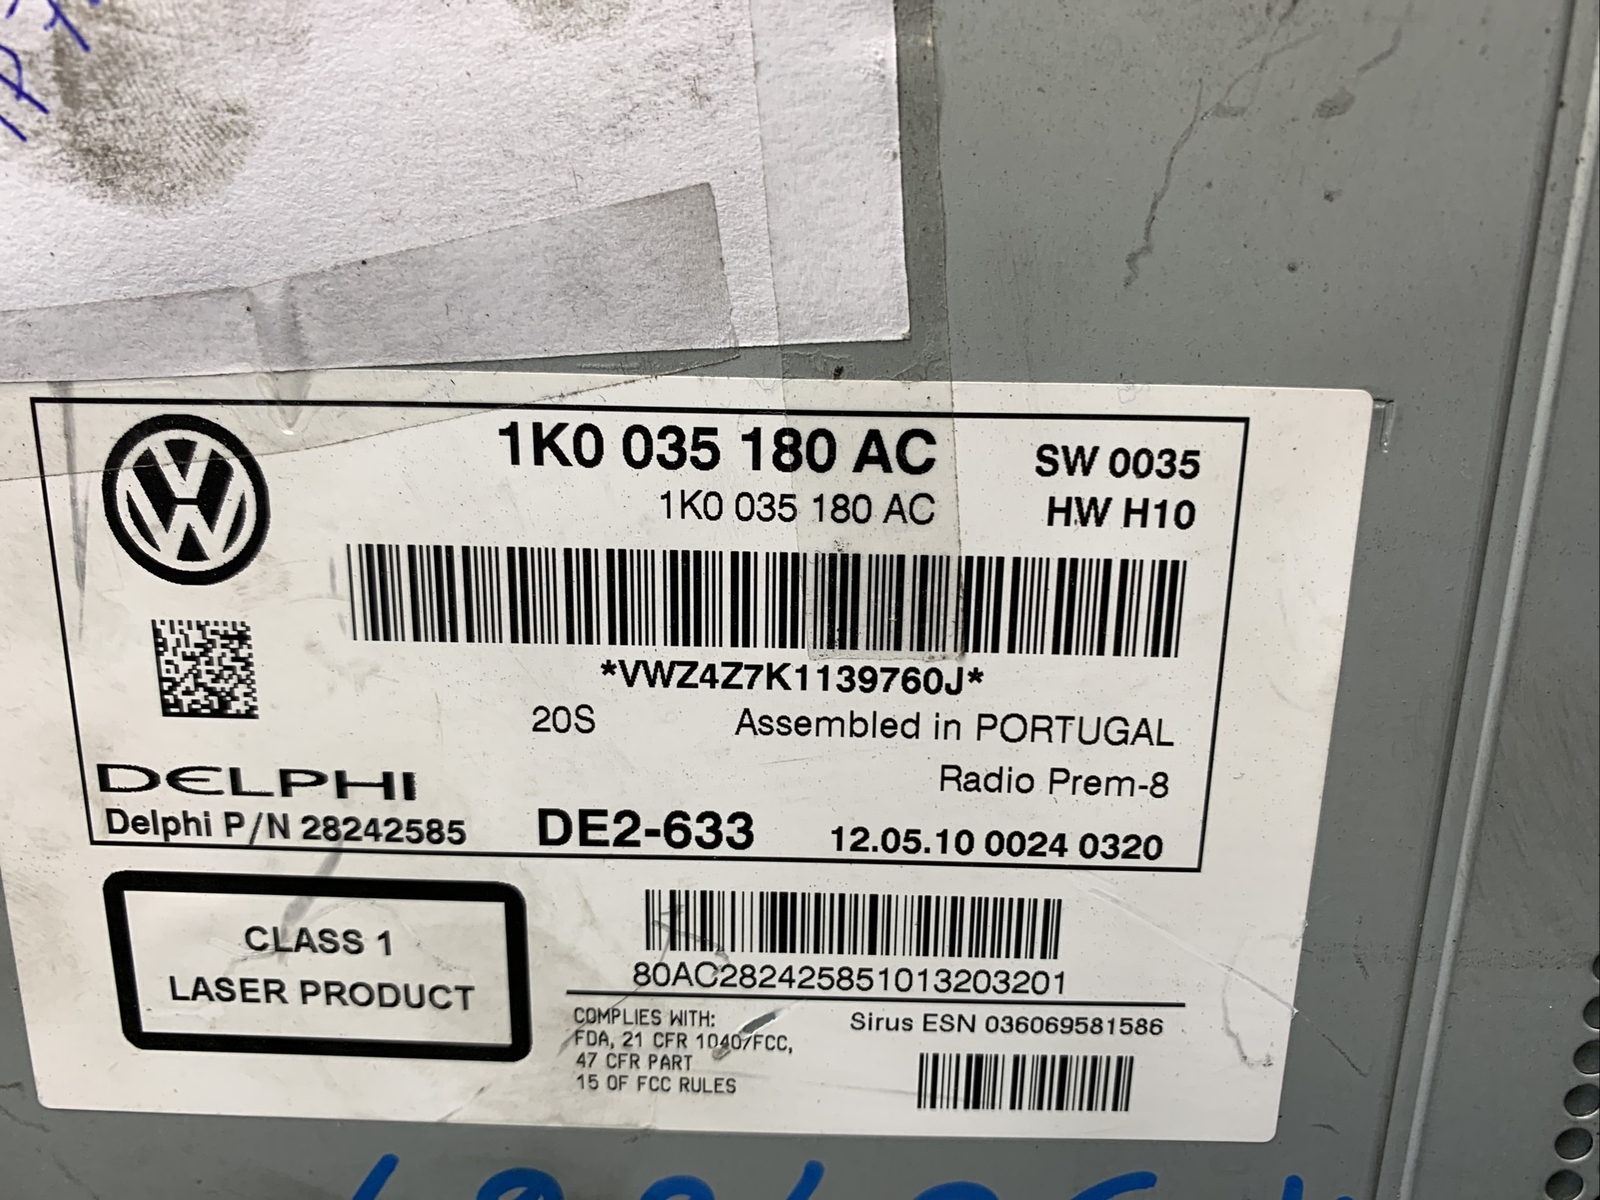 1K0 035 180 AC
SW 0035
1K0 035 180 AC
HW H10
*VWZ4Z7K1139760J*
20S
Assembled in PORTUGAL
Radio Prem-8
DELPHI
Delphi P/N 28242585
DE2-633
12.05.10 0024 0320
CLASS 1
LASER PRODUCT
80AC282425851013203201
COMPLIES WITH:
FDA, 21 CFR 1040/FCC,
47 CFR PART
15 OF FCC RULES
Sirus ESN 036069581586